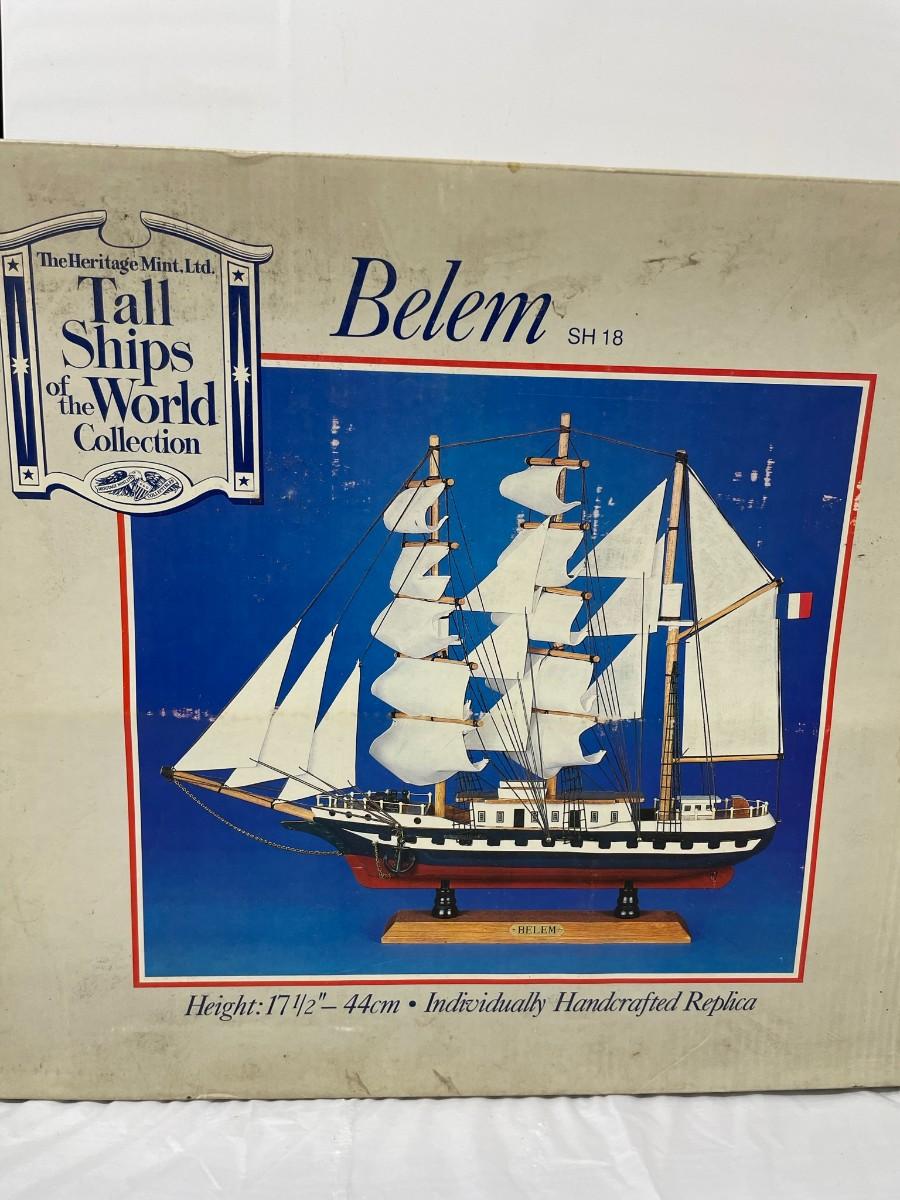 The Heritage Mint, Ltd.
Tall
Ships
of the World
Collection
Belem SH 18
BELEM
Height: 17 1/2" – 44cm • Individually Handcrafted Replica